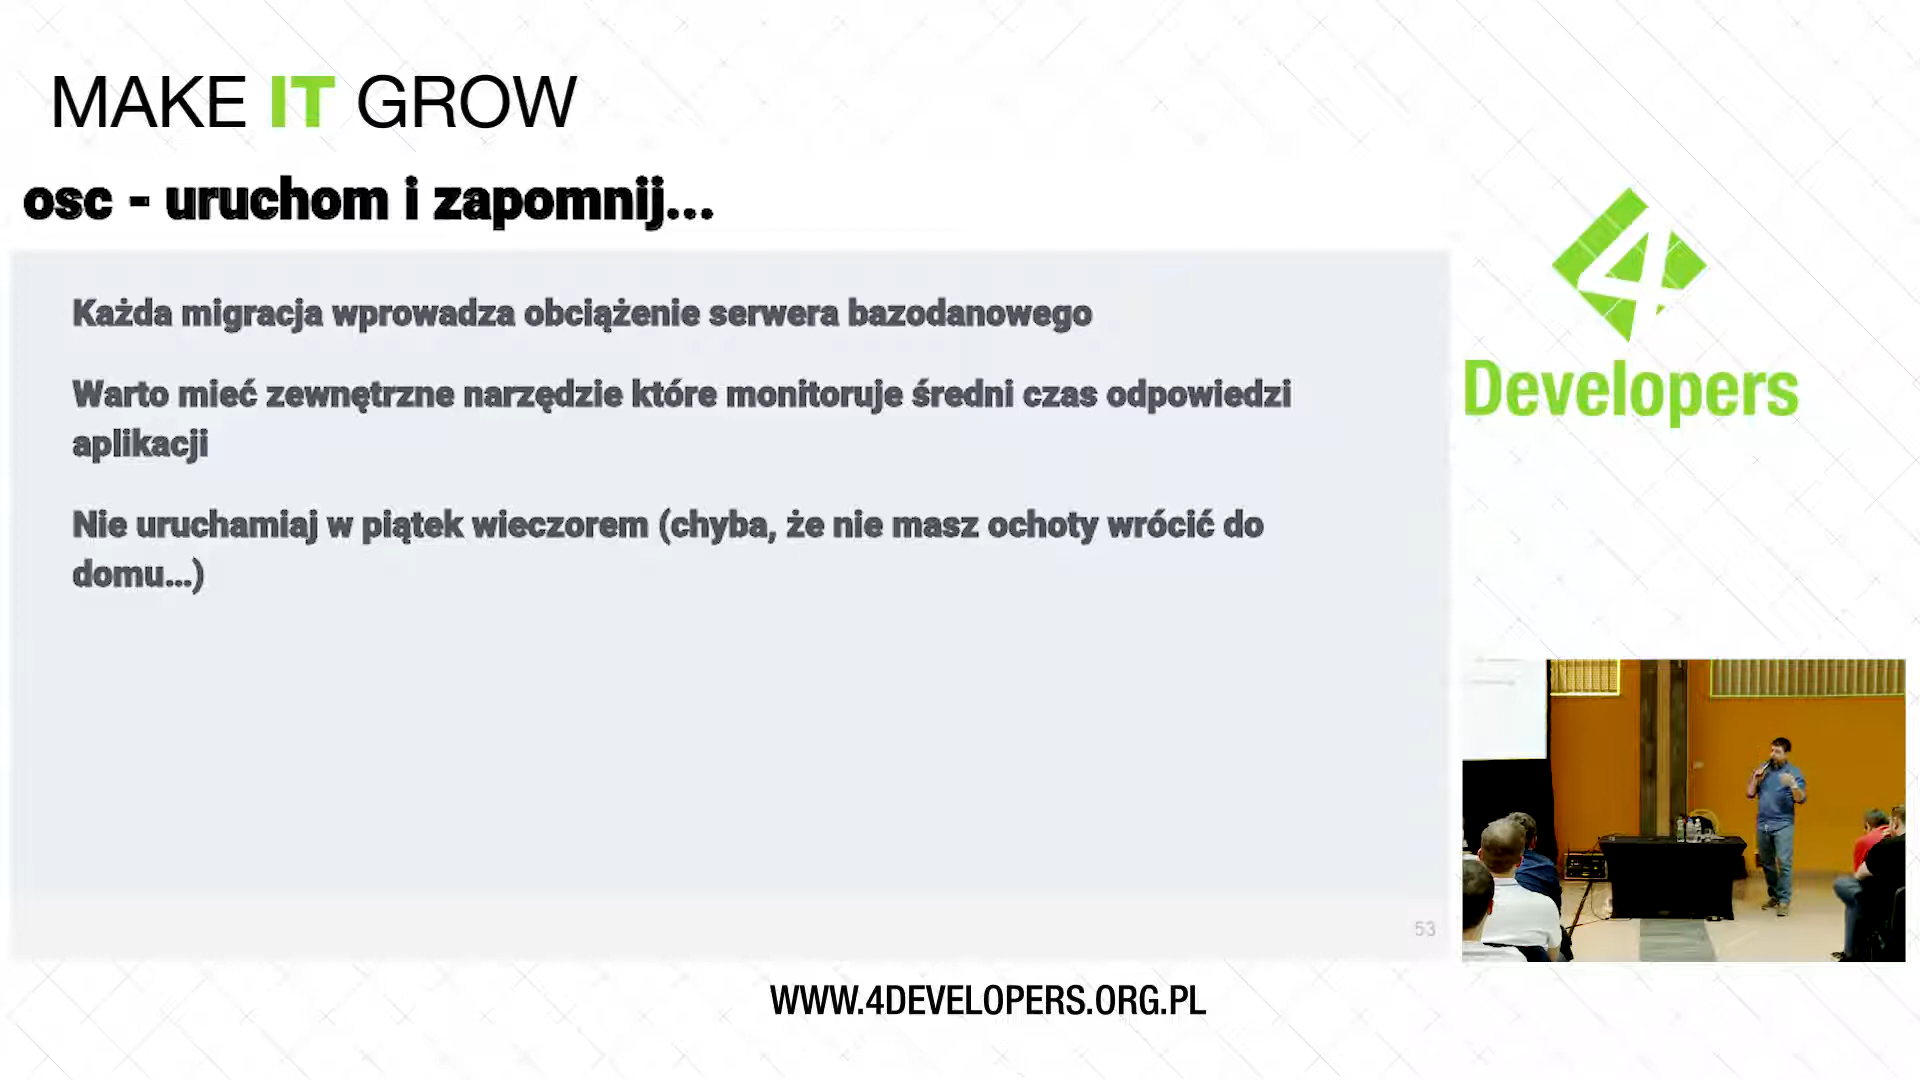 MAKE IT GROW
osc - uruchom i zapomnij...
Każda migracja wprowadza obciążenie serwera bazodanowego
Warto mieć zewnętrzne narzędzie które monitoruje średni czas odpowiedzi
aplikacji
Nie uruchamiaj w piątek wieczorem (chyba, że nie masz ochoty wrócić do
domu...)
53
4
Developers
WWW.4DEVELOPERS.ORG.PL